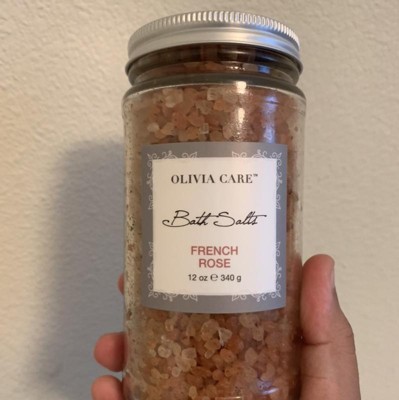 OLIVIA CARE™
Bath Salts
FRENCH
ROSE
12 oz ℮ 340 g